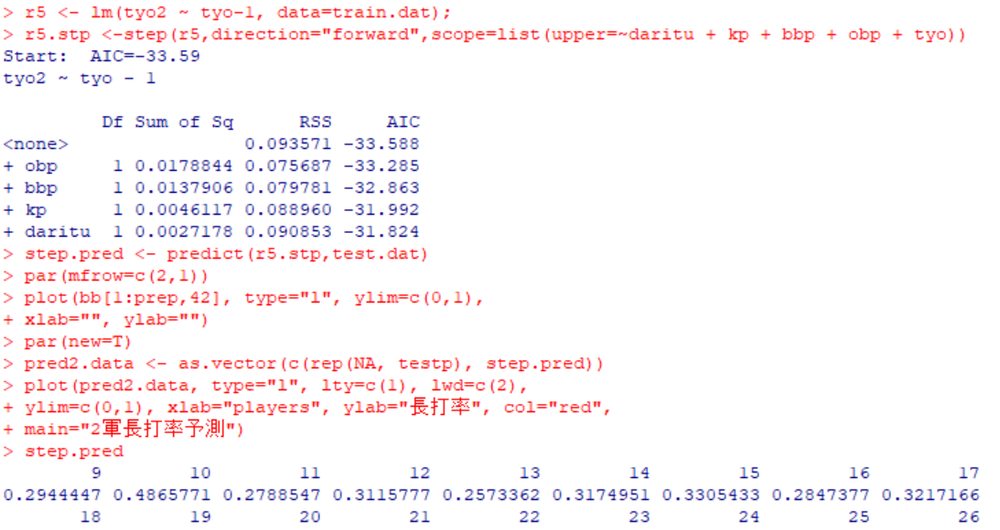 > r5 <- lm(tyo2 ~ tyo-1, data=train.dat);
> r5.stp <-step(r5,direction="forward",scope=list(upper=~daritu + kp + bbp + obp + tyo))
Start:  AIC=-33.59
tyo2 ~ tyo - 1
         Df Sum of Sq      RSS     AIC
<none>                0.093571 -33.588
+ obp     1 0.0178844 0.075687 -33.285
+ bbp     1 0.0137906 0.079781 -32.863
+ kp      1 0.0046117 0.088960 -31.992
+ daritu  1 0.0027178 0.090853 -31.824
> step.pred <- predict(r5.stp,test.dat)
> par(mfrow=c(2,1))
> plot(bb[1:prep,42], type="l", ylim=c(0,1),
+ xlab="", ylab="")
> par(new=T)
> pred2.data <- as.vector(c(rep(NA, testp), step.pred))
> plot(pred2.data, type="l", lty=c(1), lwd=c(2),
+ ylim=c(0,1), xlab="players", ylab="長打率", col="red",
+ main="2軍長打率予測")
> step.pred
        9        10        11        12        13        14        15        16        17
0.2944447 0.4865771 0.2788547 0.3115777 0.2573362 0.3174951 0.3305433 0.2847377 0.3217166
       18        19        20        21        22        23        24        25        26